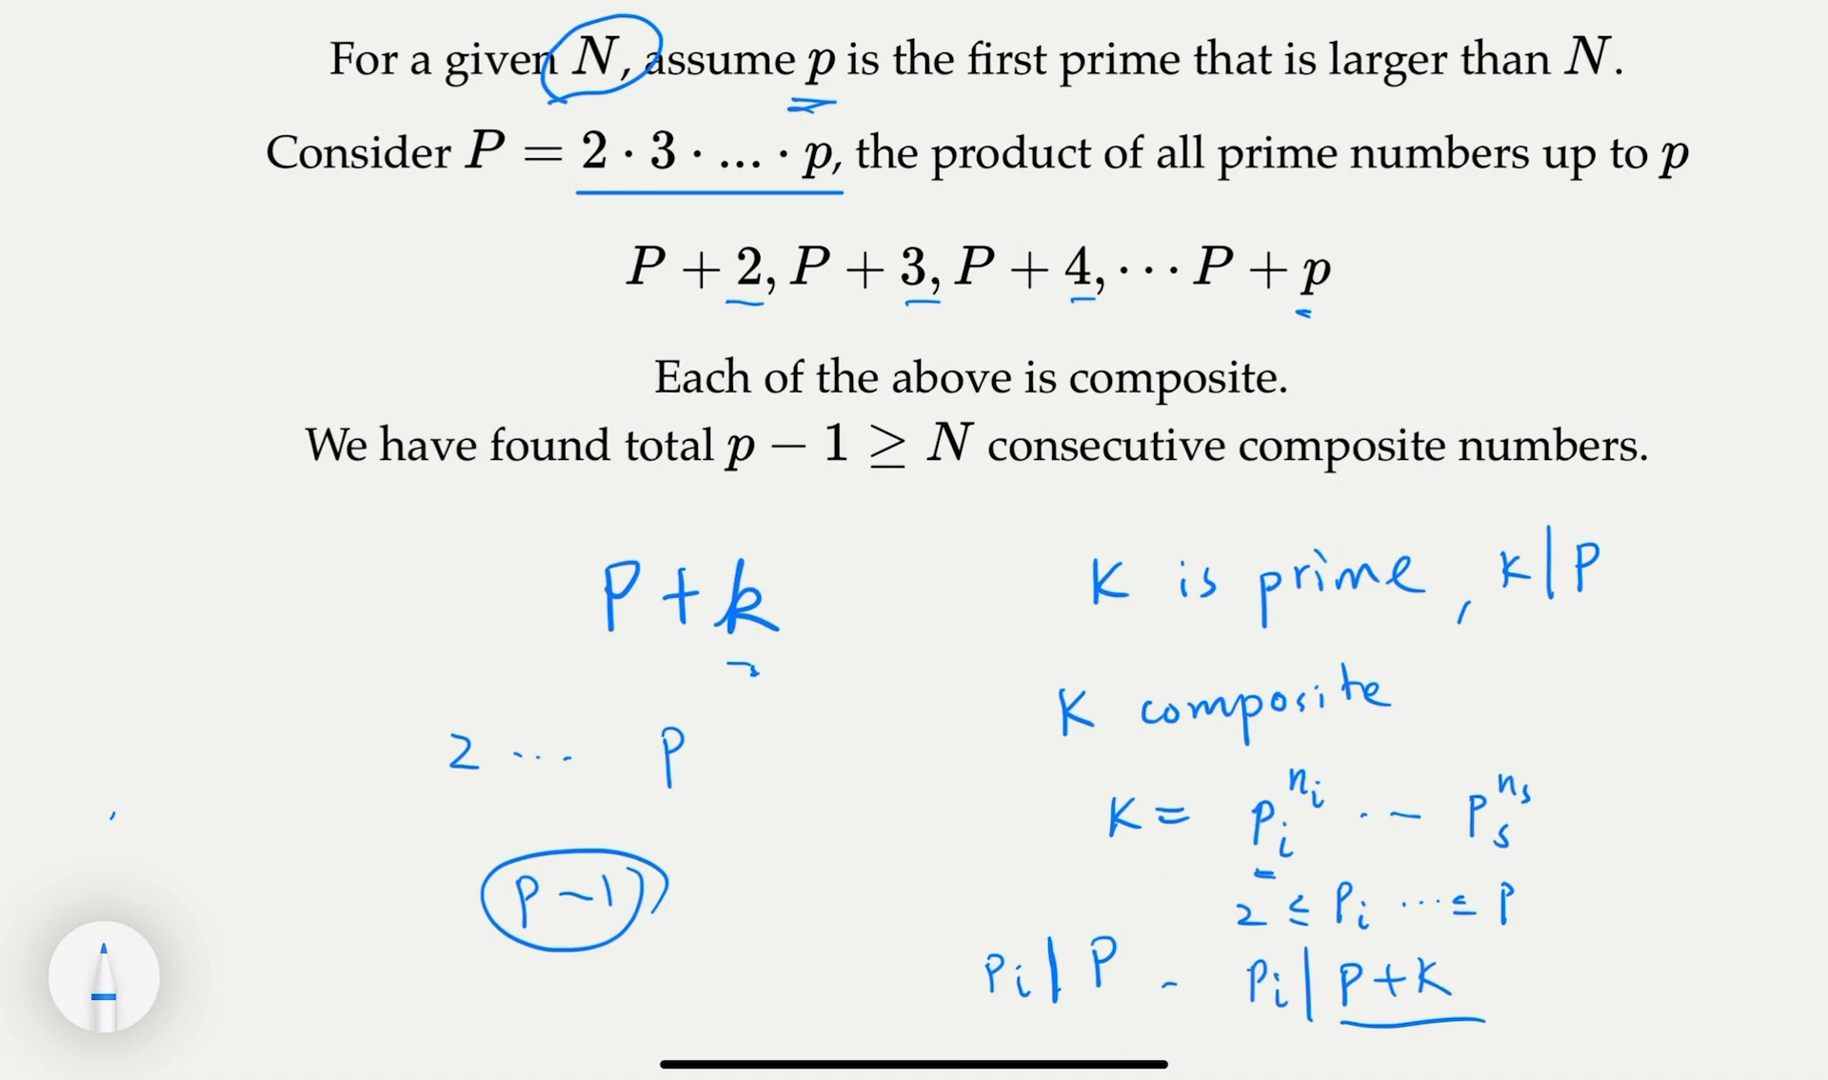 For a given N, assume p is the first prime that is larger than N.
Consider P = 2 · 3 · ... · p, the product of all prime numbers up to p
P + 2, P + 3, P + 4, ··· P + p
Each of the above is composite.
We have found total p − 1 ≥ N consecutive composite numbers.
P + k
K is prime, k|P
K composite
2 ... P
K = p_i^{n_i} ... p_s^{n_s}
P-1
2 ≤ P_i ... ≤ P
P_i | P - P_i | P+K